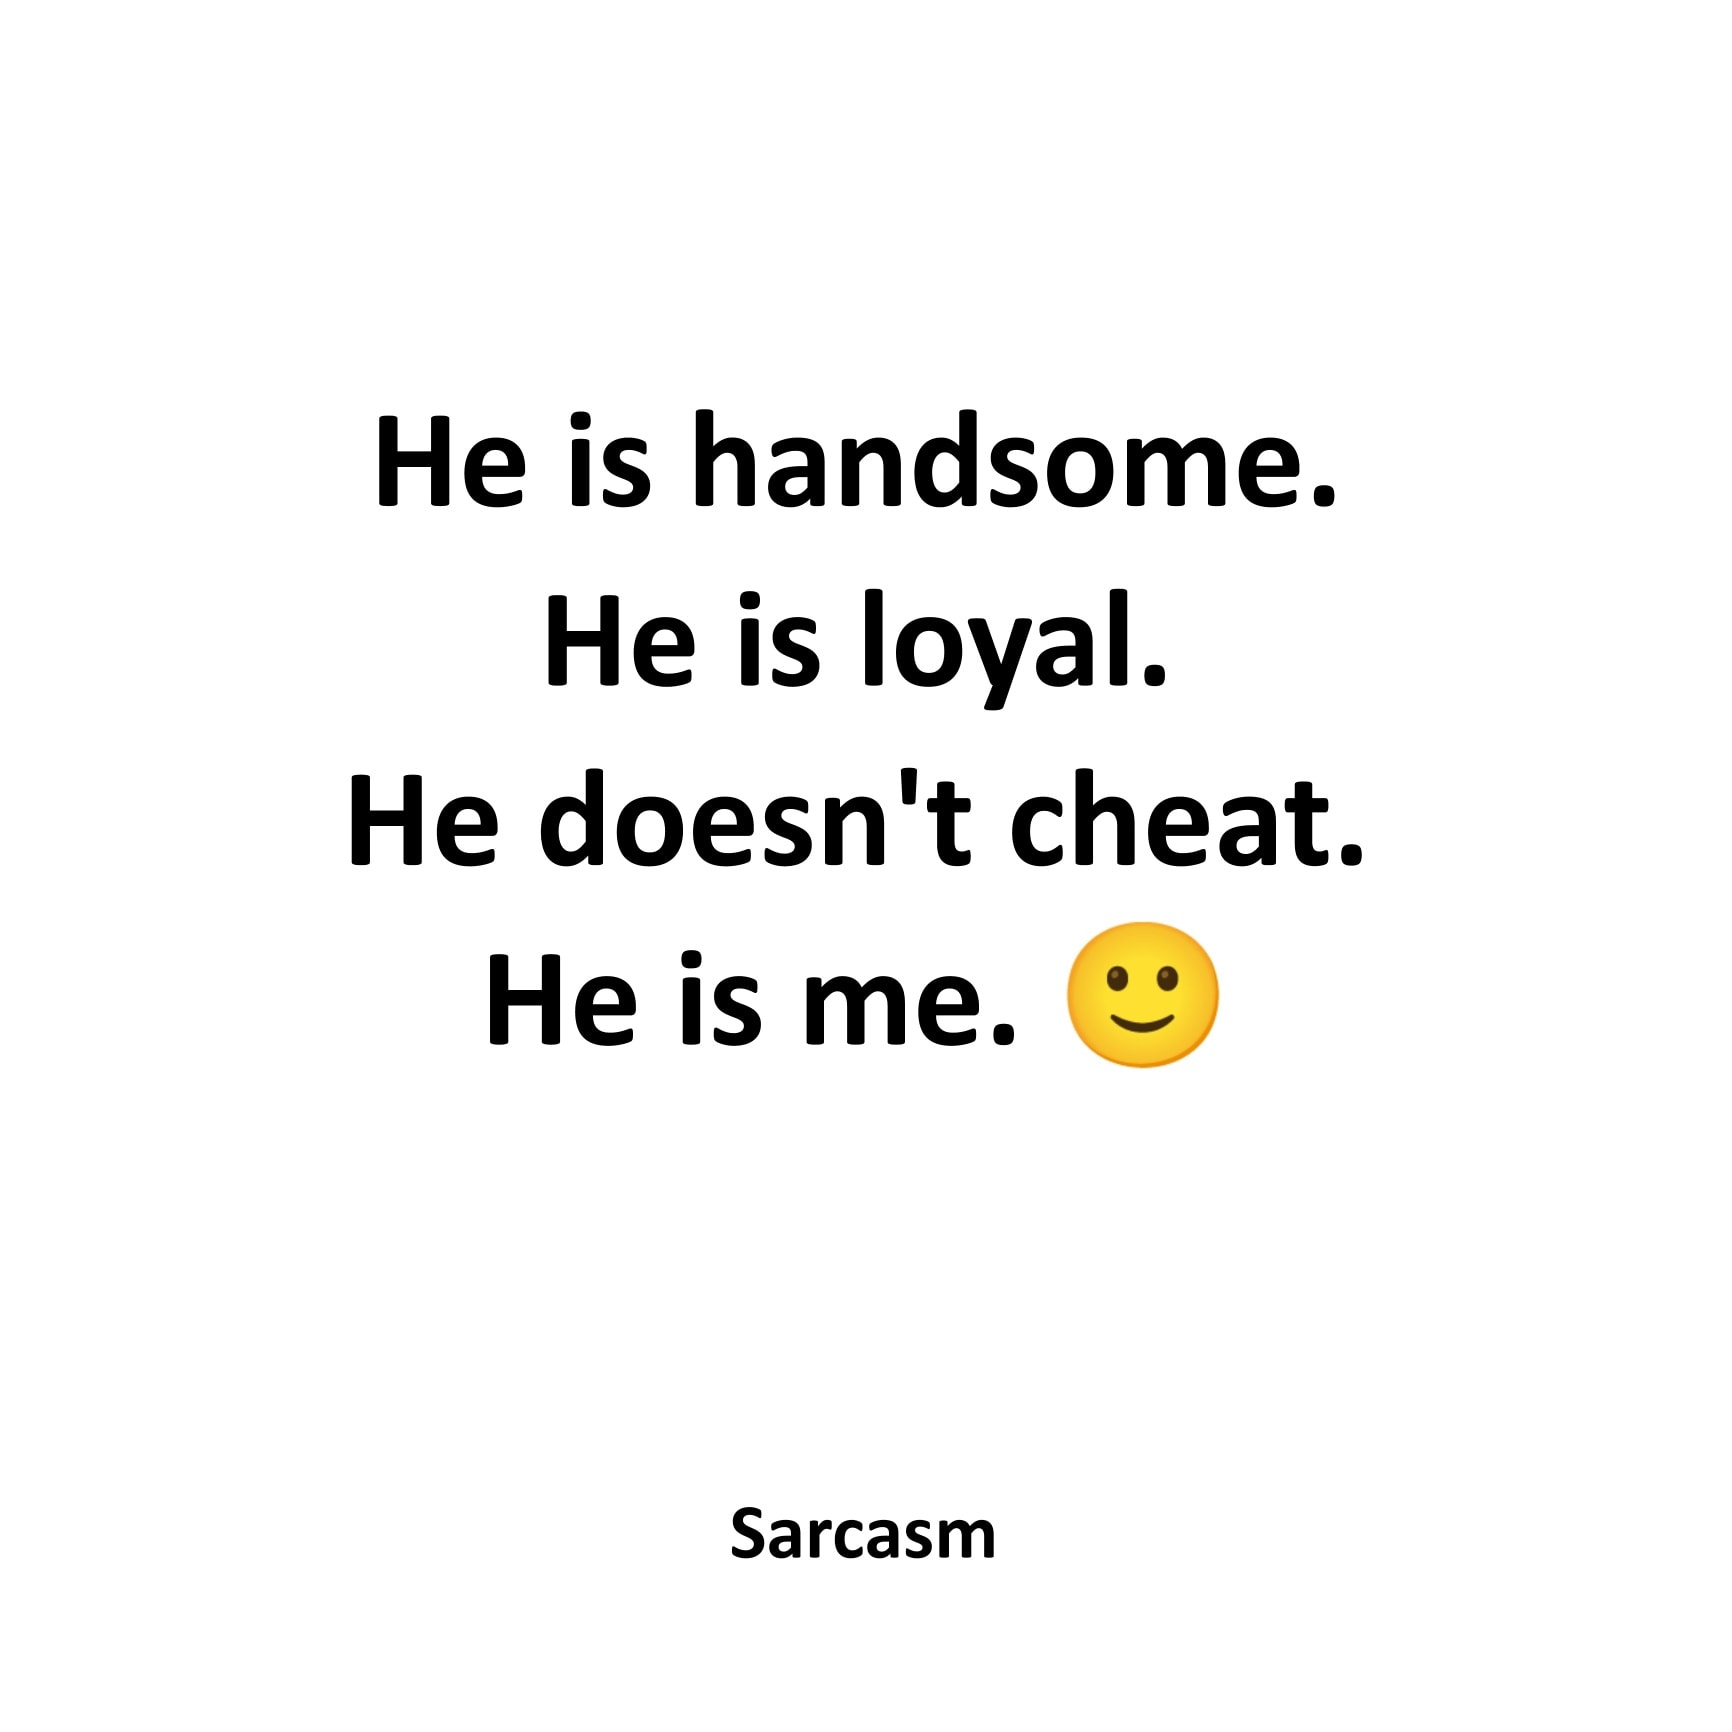 He is handsome.
He is loyal.
He doesn't cheat.
He is me. 🙂
Sarcasm